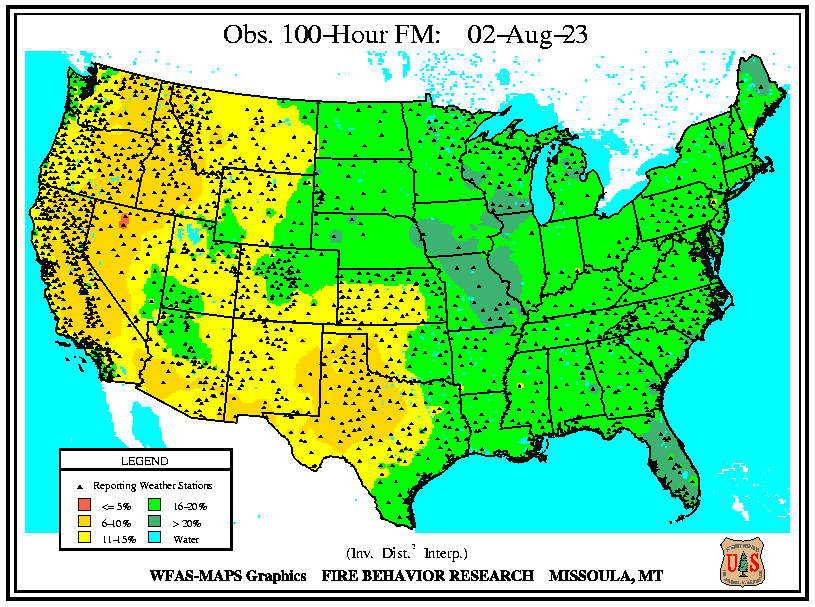 Obs. 100-Hour FM: 02-Aug-23
LEGEND
Reporting Weather Stations
<= 5% 16-20%
6-10% > 20%
11-15% Water
(Inv. Dist.² Interp.)
WFAS-MAPS Graphics FIRE BEHAVIOR RESEARCH MISSOULA, MT
U S